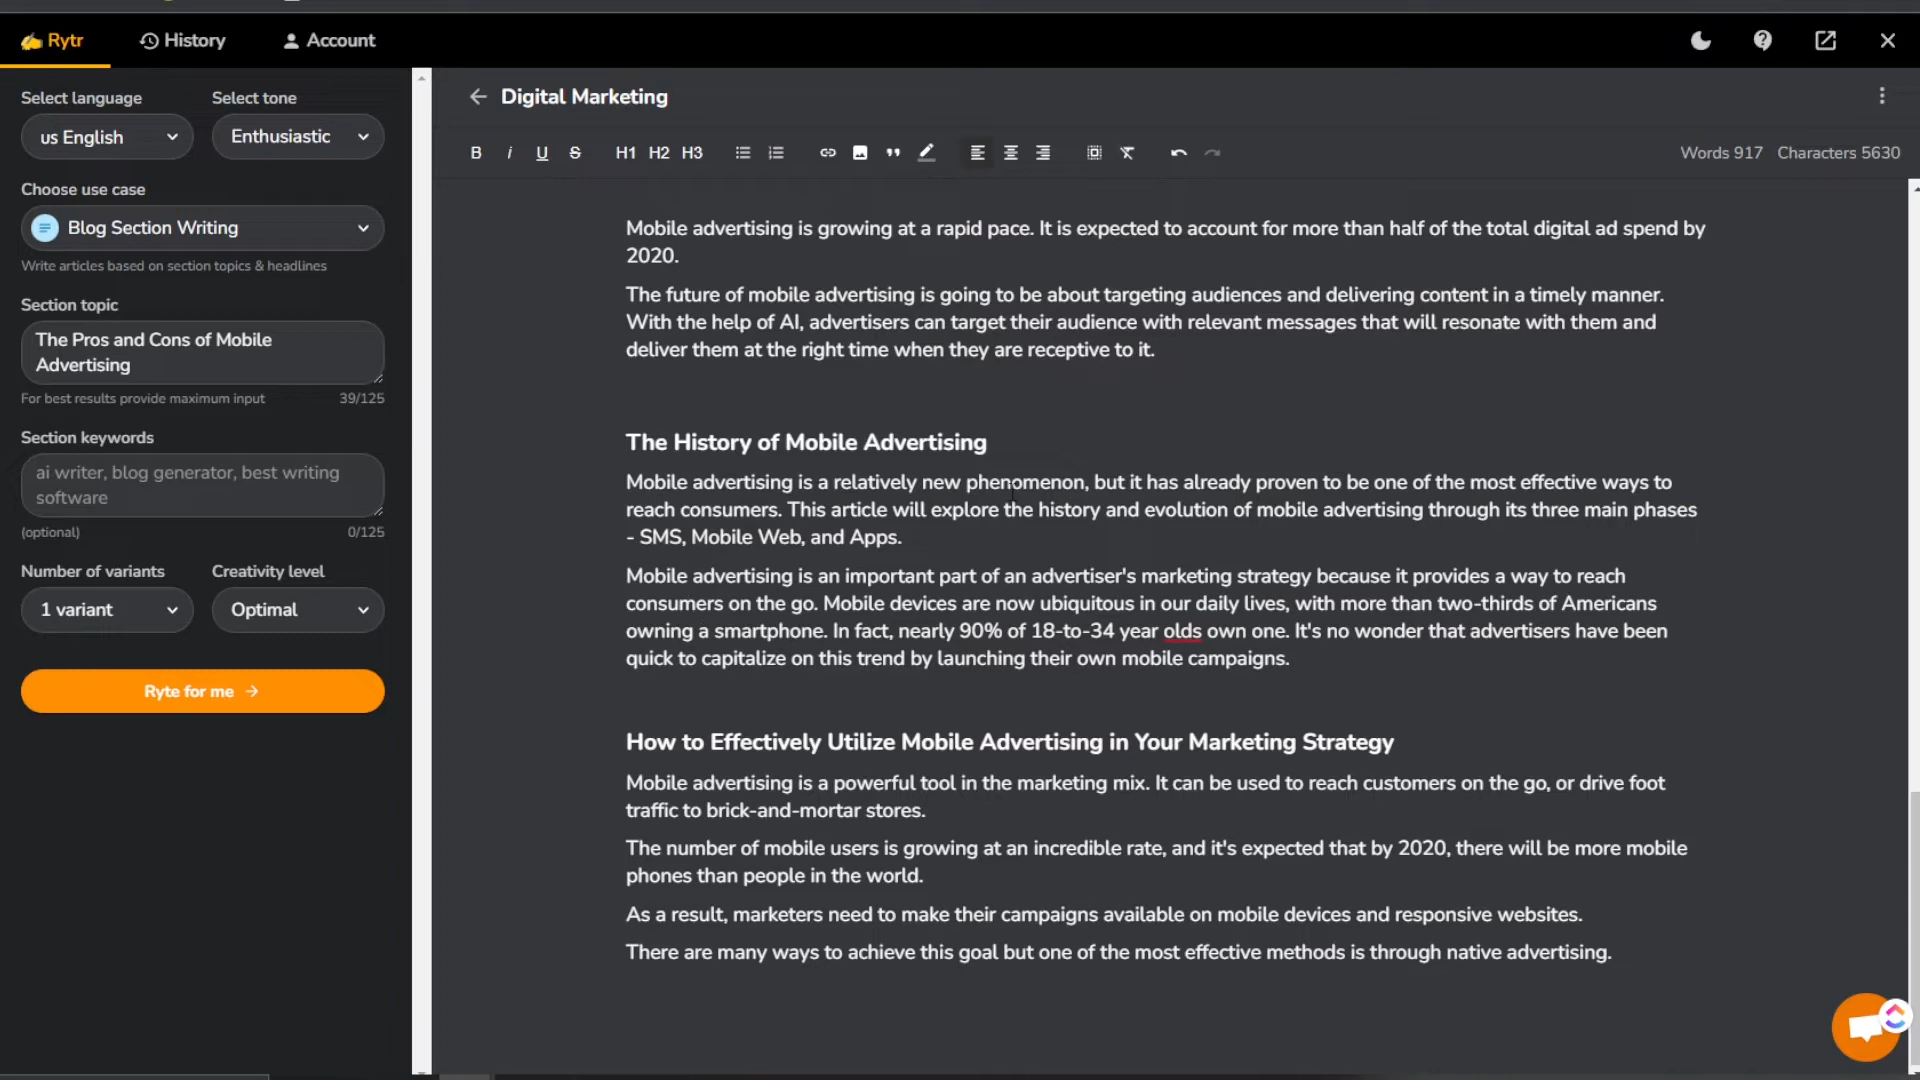 Rytr
History
Account
Select language
Select tone
us English
Enthusiastic
Choose use case
Blog Section Writing
Write articles based on section topics & headlines
Section topic
The Pros and Cons of Mobile
Advertising
For best results provide maximum input
39/125
Section keywords
ai writer, blog generator, best writing
software
(optional)
0/125
Number of variants
Creativity level
1 variant
Optimal
Ryte for me →
Digital Marketing
B i U S H1 H2 H3
Words 917 Characters 5630
Mobile advertising is growing at a rapid pace. It is expected to account for more than half of the total digital ad spend by
2020.
The future of mobile advertising is going to be about targeting audiences and delivering content in a timely manner.
With the help of AI, advertisers can target their audience with relevant messages that will resonate with them and
deliver them at the right time when they are receptive to it.
The History of Mobile Advertising
Mobile advertising is a relatively new phenomenon, but it has already proven to be one of the most effective ways to
reach consumers. This article will explore the history and evolution of mobile advertising through its three main phases
- SMS, Mobile Web, and Apps.
Mobile advertising is an important part of an advertiser's marketing strategy because it provides a way to reach
consumers on the go. Mobile devices are now ubiquitous in our daily lives, with more than two-thirds of Americans
owning a smartphone. In fact, nearly 90% of 18-to-34 year olds own one. It's no wonder that advertisers have been
quick to capitalize on this trend by launching their own mobile campaigns.
How to Effectively Utilize Mobile Advertising in Your Marketing Strategy
Mobile advertising is a powerful tool in the marketing mix. It can be used to reach customers on the go, or drive foot
traffic to brick-and-mortar stores.
The number of mobile users is growing at an incredible rate, and it's expected that by 2020, there will be more mobile
phones than people in the world.
As a result, marketers need to make their campaigns available on mobile devices and responsive websites.
There are many ways to achieve this goal but one of the most effective methods is through native advertising.